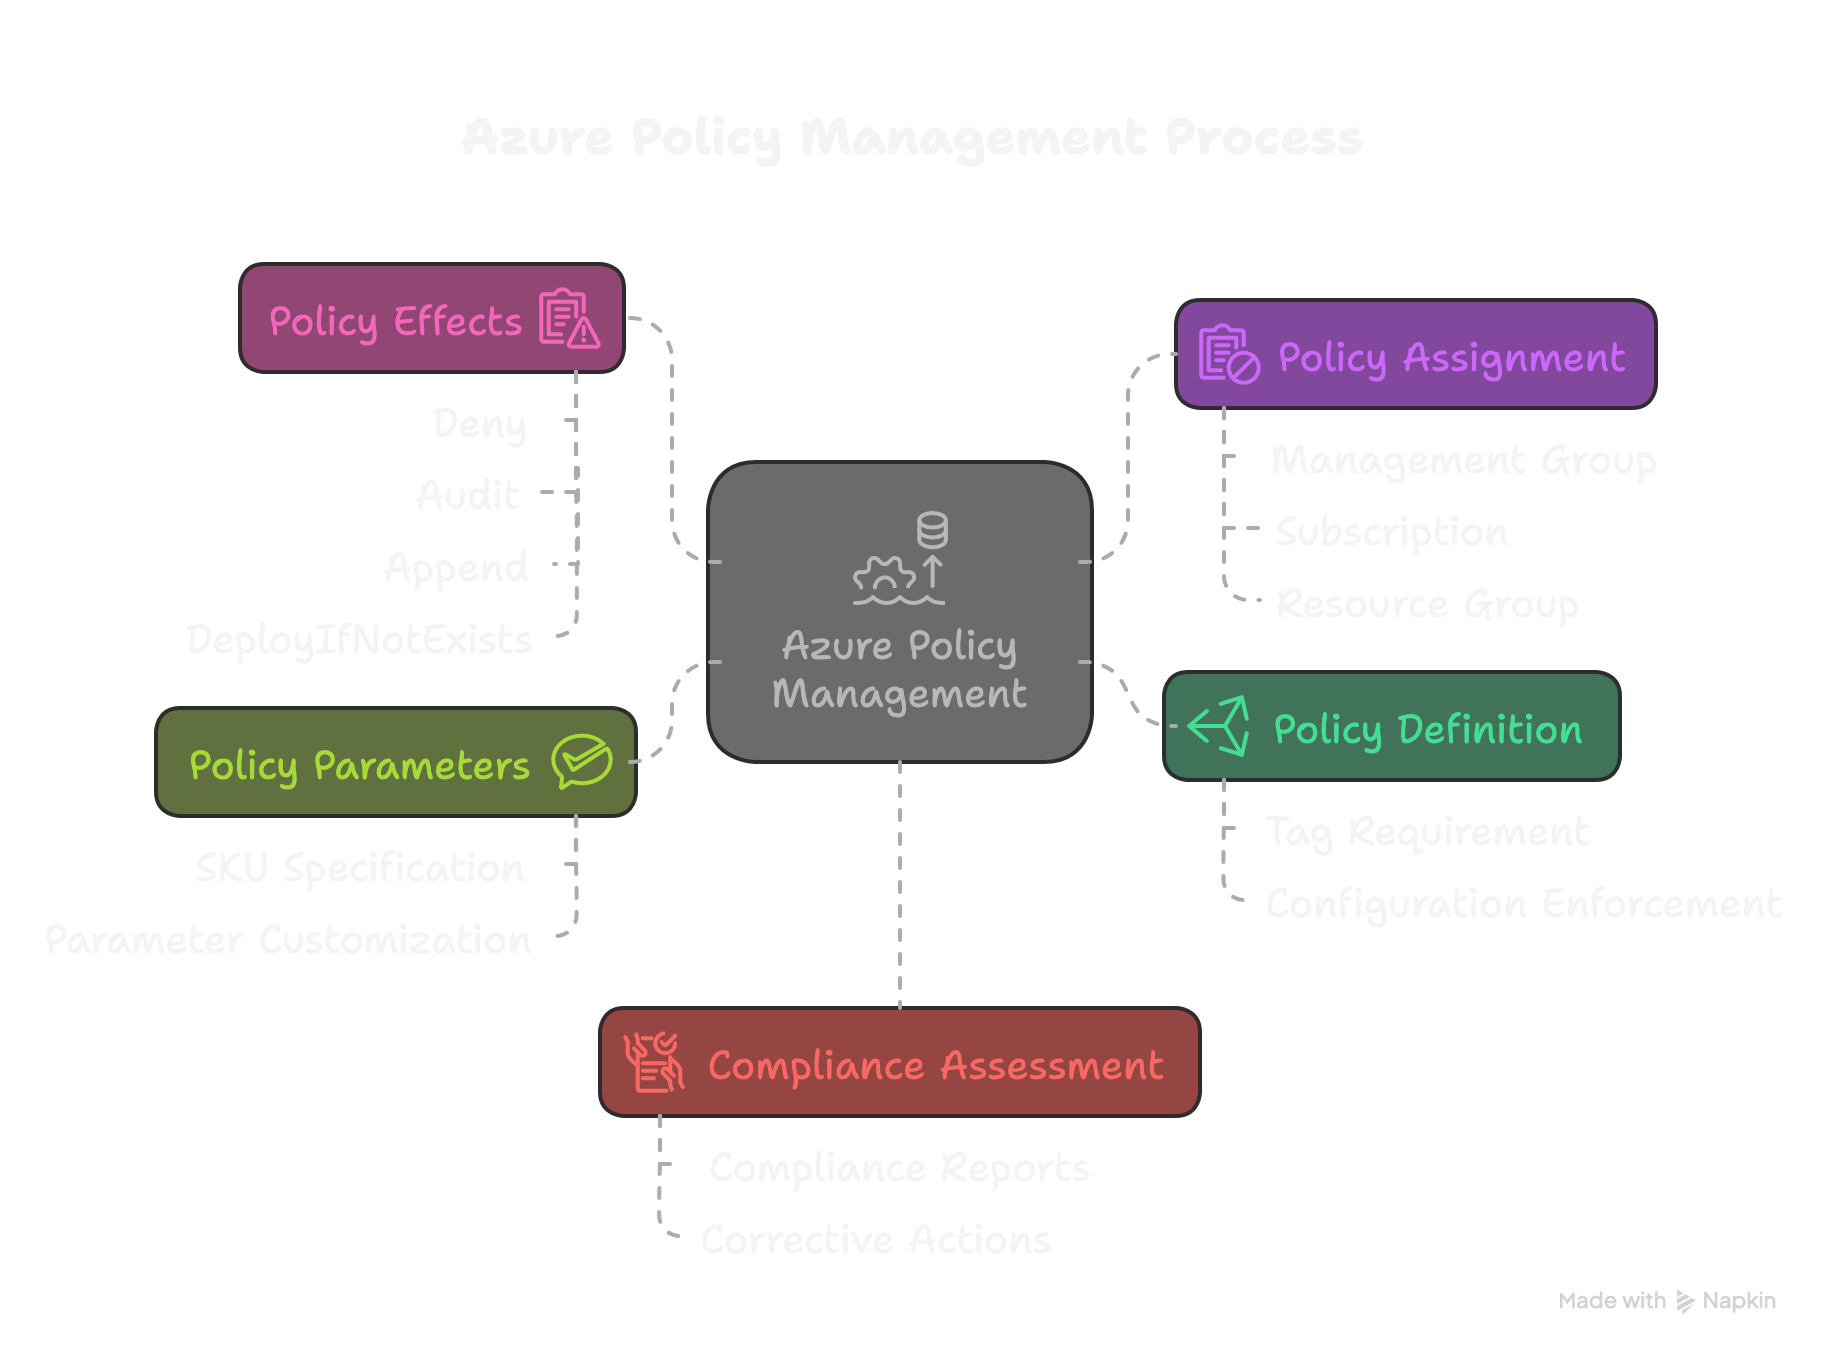 Azure Policy Management Process
Policy Effects
Deny
Audit
Append
DeployIfNotExists
Policy Assignment
Management Group
Subscription
Resource Group
Azure Policy
Management
Policy Parameters
SKU Specification
Parameter Customization
Policy Definition
Tag Requirement
Configuration Enforcement
Compliance Assessment
Compliance Reports
Corrective Actions
Made with Napkin